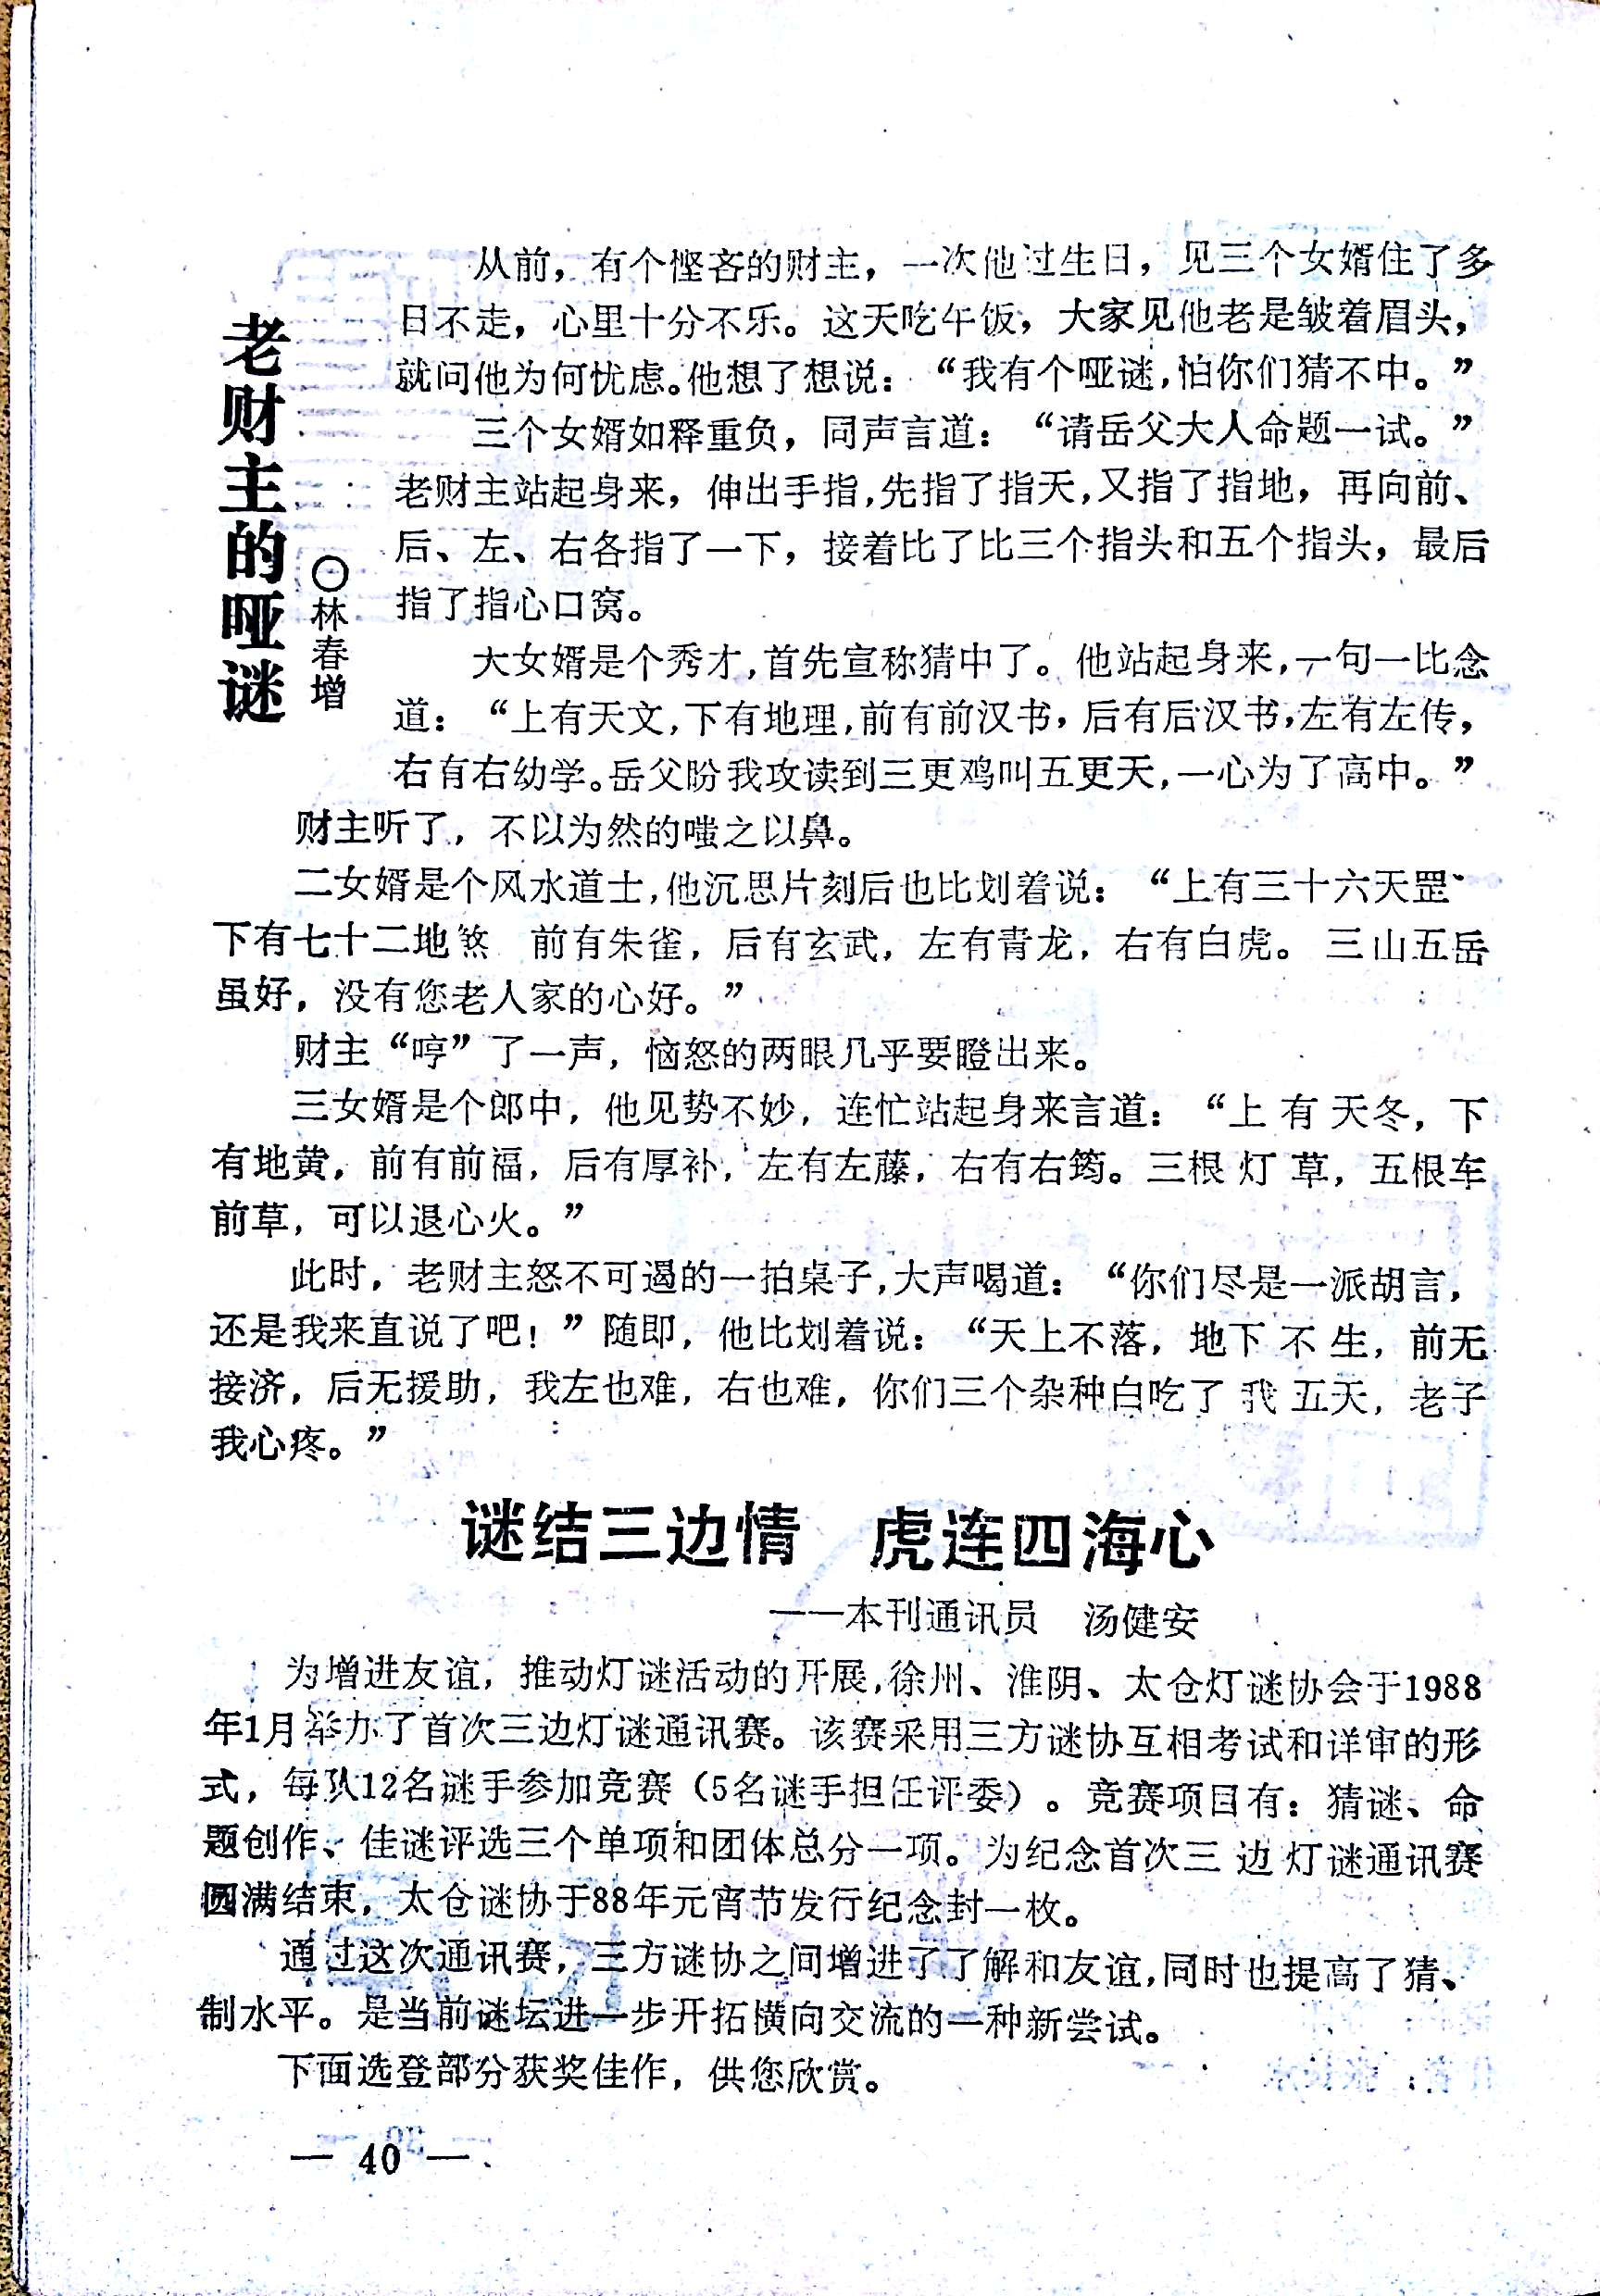 老财主的哑谜
〇林春增
从前，有个悭吝的财主，一次他过生日，见三个女婿住了多
日不走，心里十分不乐。这天吃午饭，大家见他老是皱着眉头，
就问他为何忧虑。他想了想说：“我有个哑谜，怕你们猜不中。”
三个女婿如释重负，同声言道：“请岳父大人命题一试。”
老财主站起身来，伸出手指，先指了指天，又指了指地，再向前、
后、左、右各指了一下，接着比了比三个指头和五个指头，最后
指了指心口窝。
大女婿是个秀才，首先宣称猜中了。他站起身来，一句一比念
道：“上有天文，下有地理，前有前汉书，后有后汉书，左有左传，
右有右幼学。岳父盼我攻读到三更鸡叫五更天，一心为了高中。”
财主听了，不以为然的嗤之以鼻。
二女婿是个风水道士，他沉思片刻后也比划着说：“上有三十六天罡
下有七十二地煞 前有朱雀，后有玄武，左有青龙，右有白虎。三山五岳
虽好，没有您老人家的心好。”
财主“哼”了一声，恼怒的两眼几乎要瞪出来。
三女婿是个郎中，他见势不妙，连忙站起身来言道：“上有天冬，下
有地黄，前有前福，后有厚补，左有左藤，右有右筠。三根灯草，五根车
前草，可以退心火。”
此时，老财主怒不可遏的一拍桌子，大声喝道：“你们尽是一派胡言，
还是我来直说了吧！”随即，他比划着说：“天上不落，地下不生，前无
接济，后无援助，我左也难，右也难，你们三个杂种白吃了我五天，老子
我心疼。”
谜结三边情 虎连四海心
——本刊通讯员 汤健安
为增进友谊，推动灯谜活动的开展，徐州、淮阴、太仓灯谜协会于1988
年1月举办了首次三边灯谜通讯赛。该赛采用三方谜协互相考试和详审的形
式，每队12名谜手参加竞赛（5名谜手担任评委）。竞赛项目有：猜谜、命
题创作、佳谜评选三个单项和团体总分一项。为纪念首次三边灯谜通讯赛
圆满结束，太仓谜协于88年元宵节发行纪念封一枚。
通过这次通讯赛，三方谜协之间增进了了解和友谊，同时也提高了猜、
制水平。是当前谜坛进一步开拓横向交流的一种新尝试。
下面选登部分获奖佳作，供您欣赏。
— 40 —